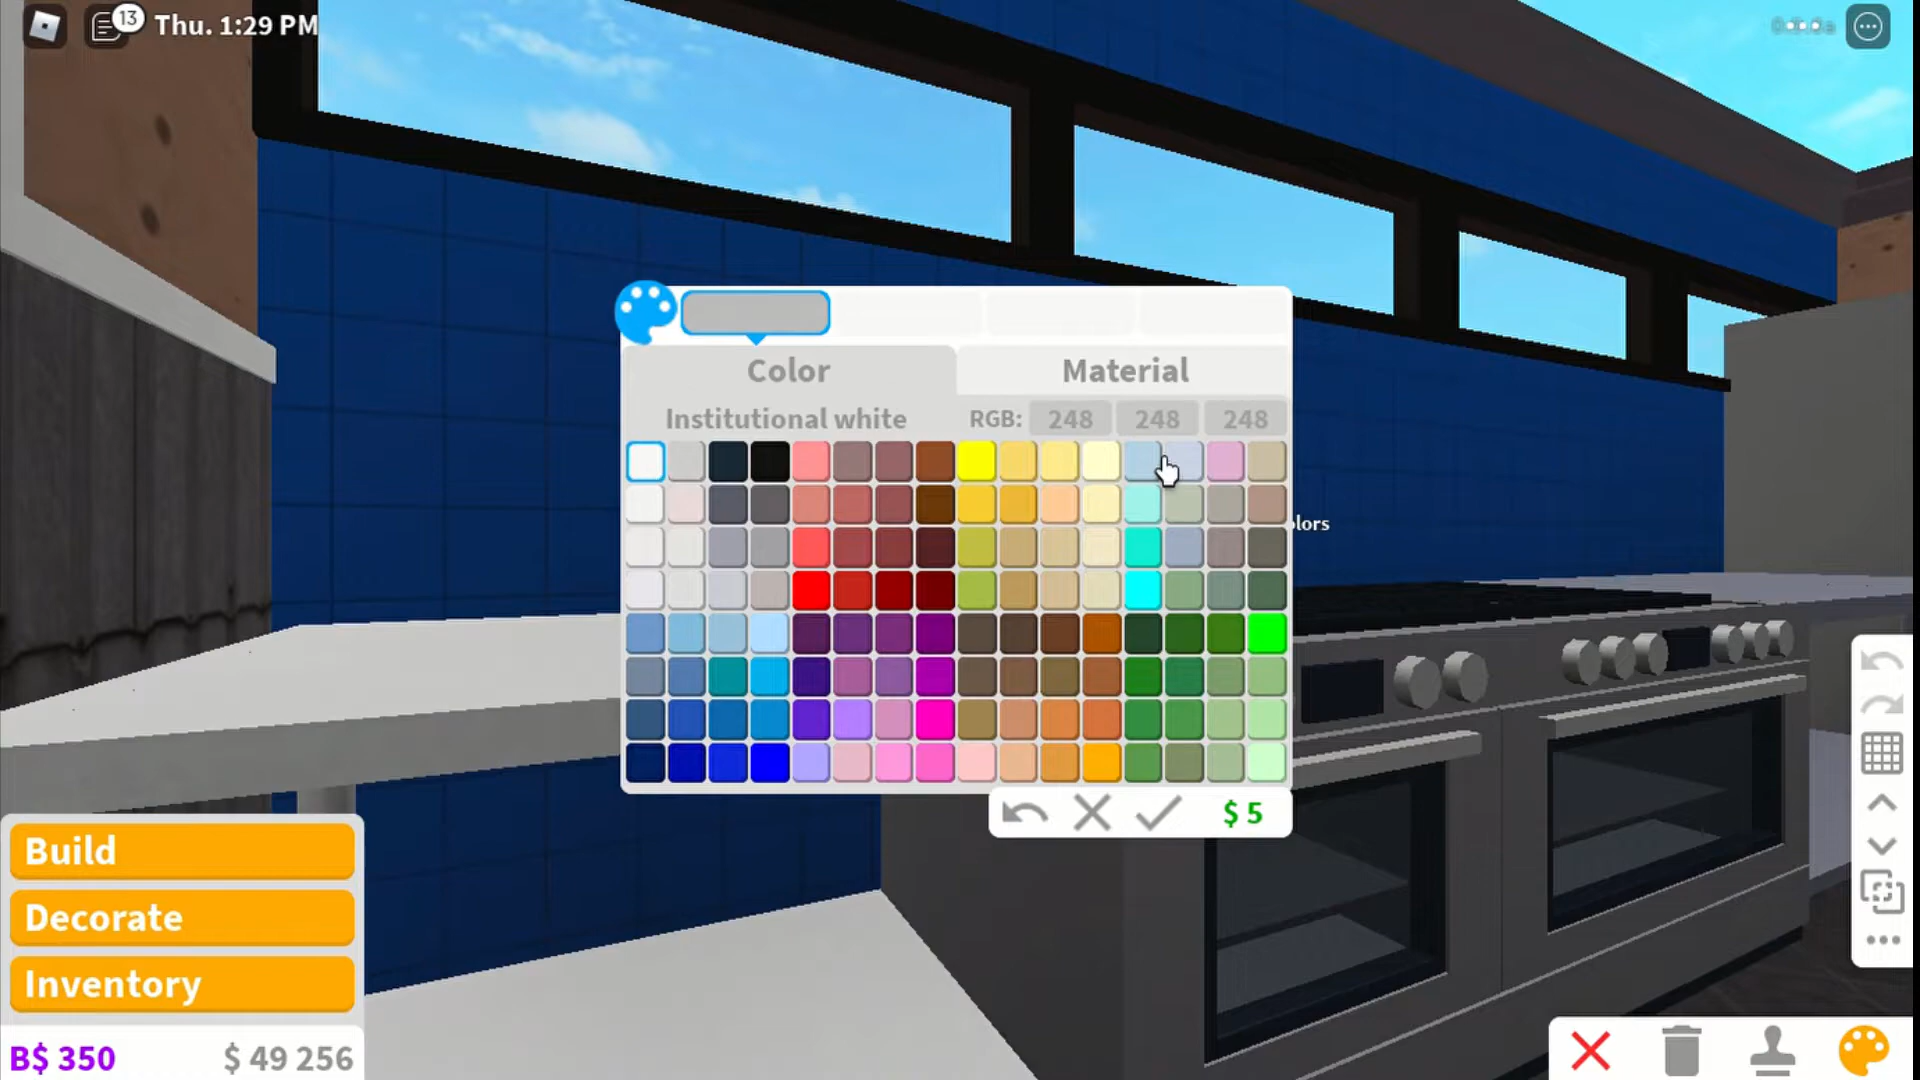 13
Thu. 1:29 PM
Color
Material
Institutional white
RGB: 248 248 248
olors
$ 5
Build
Decorate
Inventory
B$ 350
$ 49 256